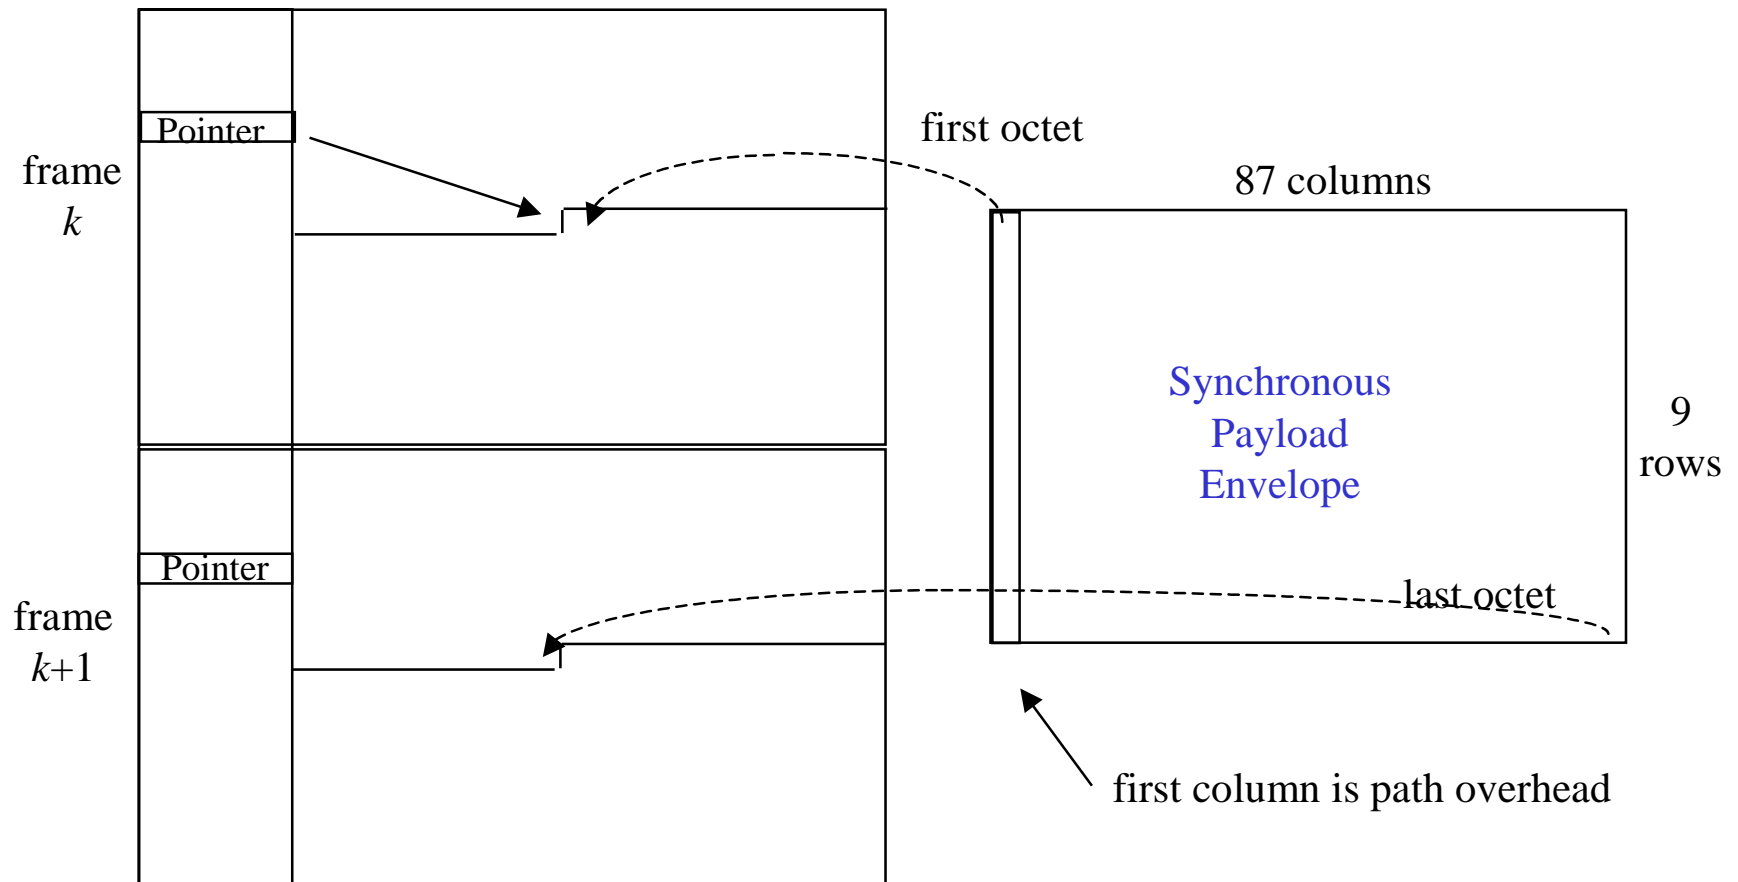 Pointer
frame
k
first octet
87 columns
Synchronous
Payload
Envelope
9
rows
Pointer
frame
k+1
last octet
first column is path overhead